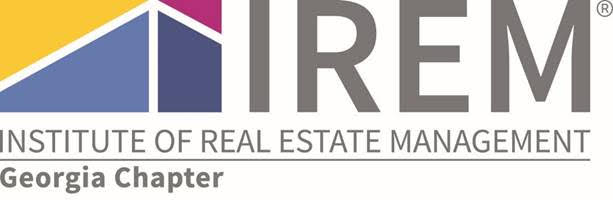 IREM®
INSTITUTE OF REAL ESTATE MANAGEMENT
Georgia Chapter